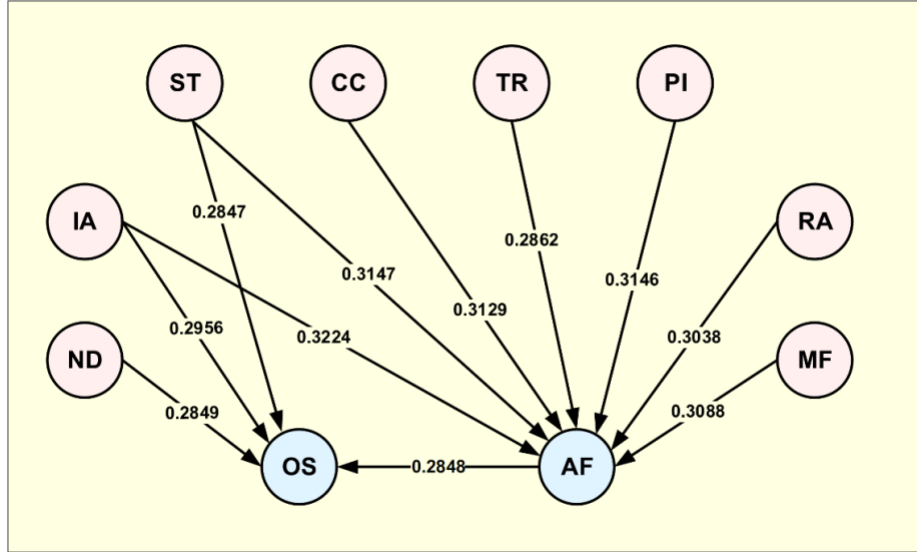 ST
CC
TR
PI
IA
0.2847
RA
0.2862
0.3147
0.3146
0.3129
0.2956
0.3224
0.3038
ND
MF
0.2849
0.3088
OS
0.2848
AF